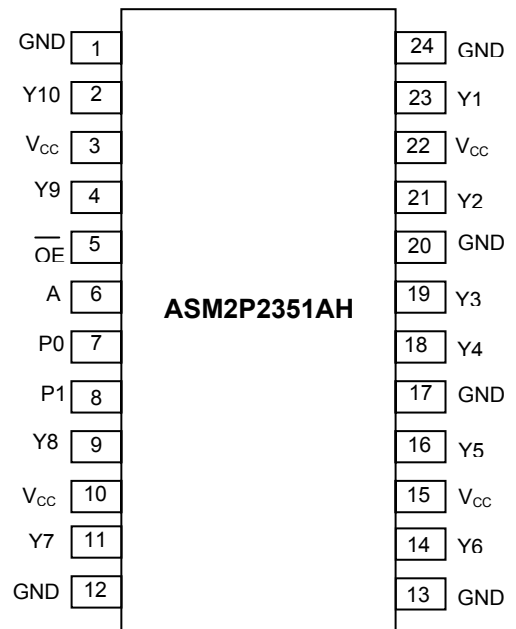 GND 1 24 GND
Y10 2 23 Y1
VCC 3 22 VCC
Y9 4 21 Y2
OE 5 20 GND
A 6 ASM2P2351AH 19 Y3
P0 7 18 Y4
P1 8 17 GND
Y8 9 16 Y5
VCC 10 15 VCC
Y7 11 14 Y6
GND 12 13 GND